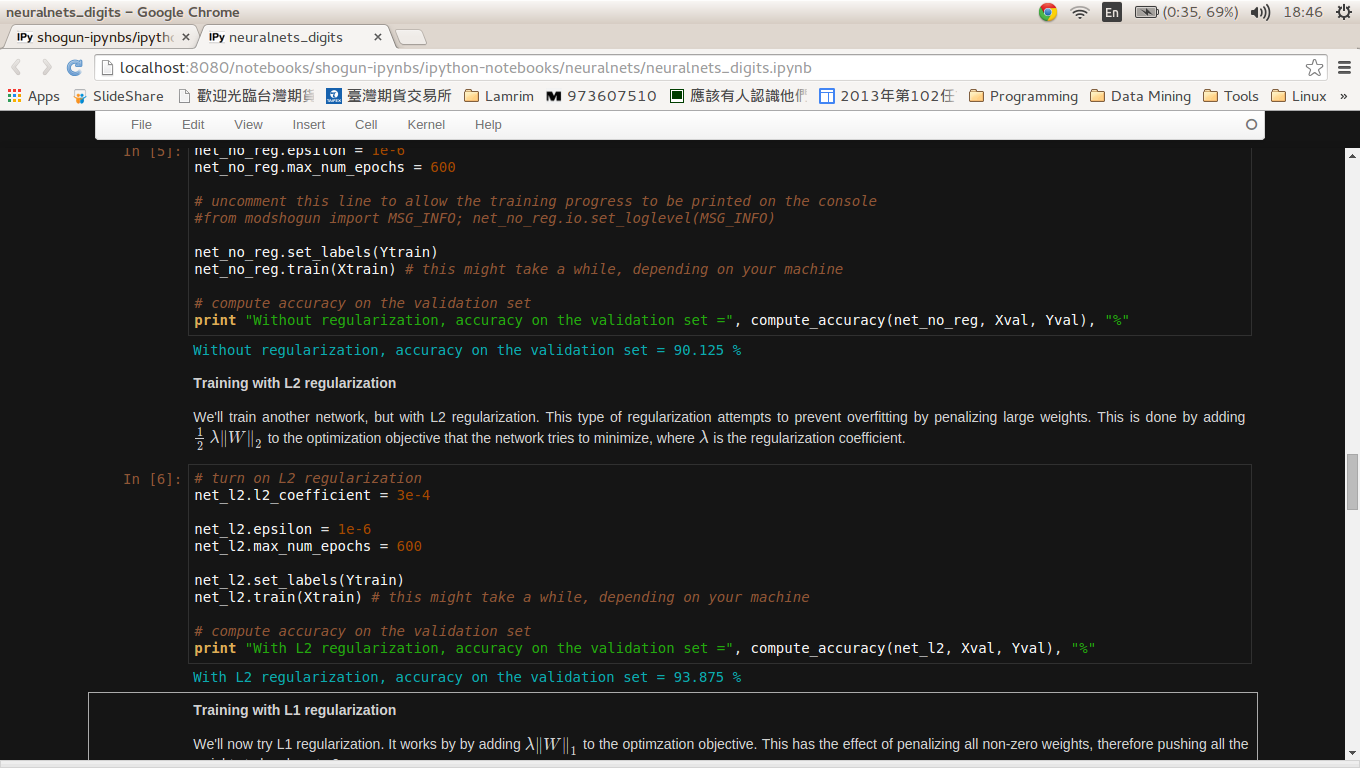 neuralnets_digits – Google Chrome
En (0:35, 69%) 18:46
IPy shogun-ipynbs/ipytho × IPy neuralnets_digits ×
localhost:8080/notebooks/shogun-ipynbs/ipython-notebooks/neuralnets/neuralnets_digits.ipynb
Apps SlideShare 歡迎光臨台灣期貨 臺灣期貨交易所 Lamrim 973607510 應該有人認識他 2013年第102任 Programming Data Mining Tools Linux »
File Edit View Insert Cell Kernel Help
In [5]: net_no_reg.epsilon = 1e-6
net_no_reg.max_num_epochs = 600
# uncomment this line to allow the training progress to be printed on the console
#from modshogun import MSG_INFO; net_no_reg.io.set_loglevel(MSG_INFO)
net_no_reg.set_labels(Ytrain)
net_no_reg.train(Xtrain) # this might take a while, depending on your machine
# compute accuracy on the validation set
print "Without regularization, accuracy on the validation set =", compute_accuracy(net_no_reg, Xval, Yval), "%"
Without regularization, accuracy on the validation set = 90.125 %
Training with L2 regularization
We'll train another network, but with L2 regularization. This type of regularization attempts to prevent overfitting by penalizing large weights. This is done by adding
½ λ∥W∥₂ to the optimization objective that the network tries to minimize, where λ is the regularization coefficient.
In [6]: # turn on L2 regularization
net_l2.l2_coefficient = 3e-4
net_l2.epsilon = 1e-6
net_l2.max_num_epochs = 600
net_l2.set_labels(Ytrain)
net_l2.train(Xtrain) # this might take a while, depending on your machine
# compute accuracy on the validation set
print "With L2 regularization, accuracy on the validation set =", compute_accuracy(net_l2, Xval, Yval), "%"
With L2 regularization, accuracy on the validation set = 93.875 %
Training with L1 regularization
We'll now try L1 regularization. It works by by adding λ∥W∥₁ to the optimzation objective. This has the effect of penalizing all non-zero weights, therefore pushing all the